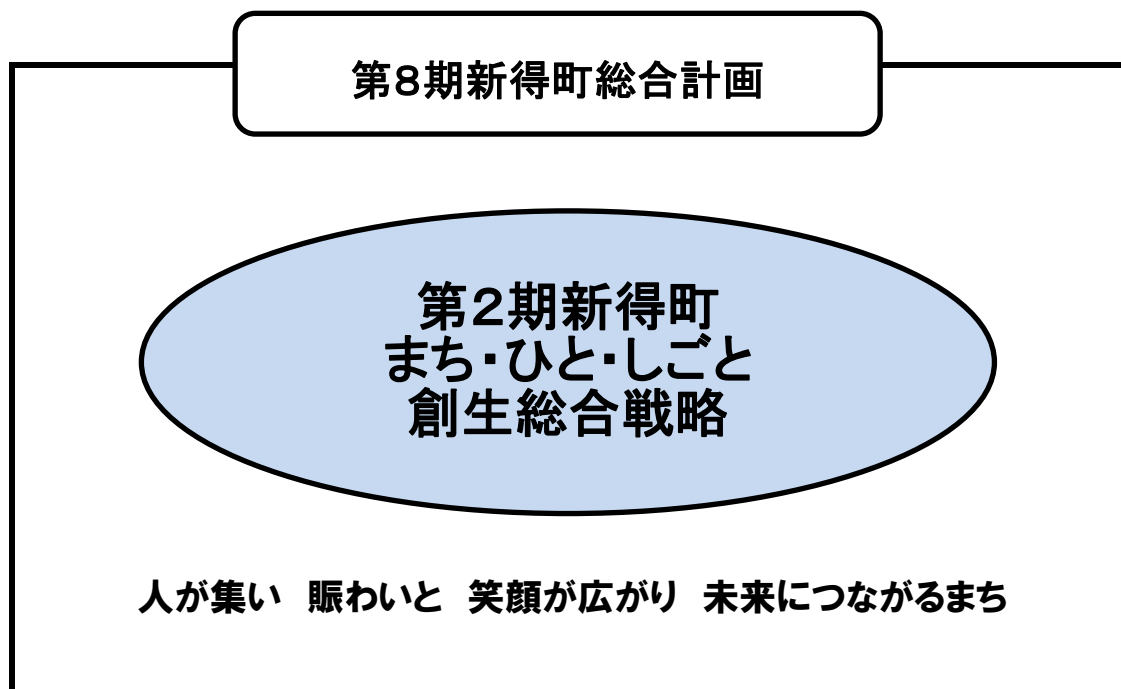 第８期新得町総合計画
第２期新得町
まち・ひと・しごと
創生総合戦略
人が集い　賑わいと　笑顔が広がり　未来につながるまち